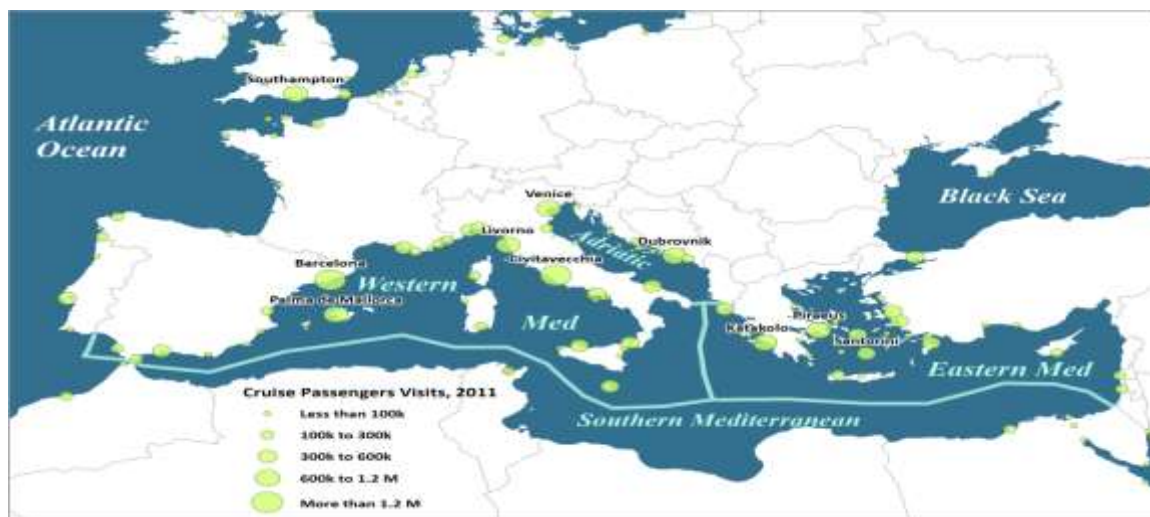 Southampton
Atlantic
Ocean
Black Sea
Venice
Livorno
Adriatic
Dubrovnik
Civitavecchia
Barcelona
Western
Palma de Mallorca
Med
Piraeus
Katakolo
Santorini
Eastern Med
Southern Mediterranean
Cruise Passengers Visits, 2011
Less than 100k
100k to 300k
300k to 600k
600k to 1.2 M
More than 1.2 M